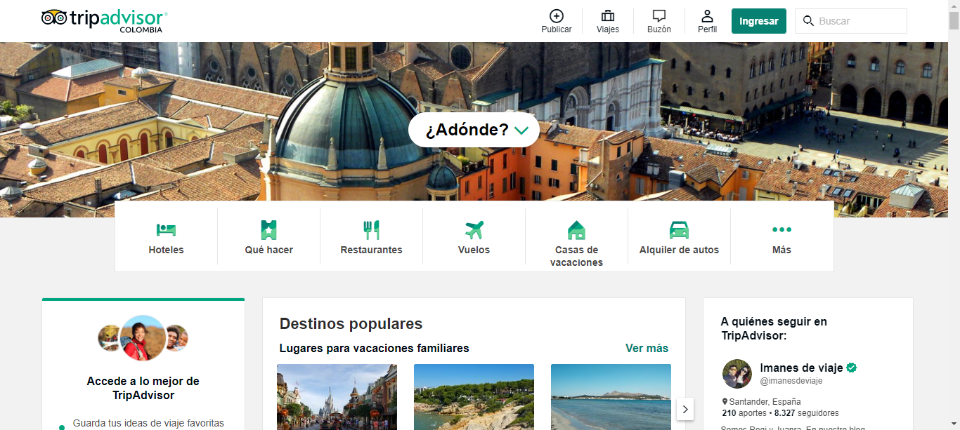 tripadvisor
COLOMBIA
Publicar
Viajes
Buzón
Perfil
Ingresar
Buscar
¿Adónde?
Hoteles
Qué hacer
Restaurantes
Vuelos
Casas de
vacaciones
Alquiler de autos
Más
Accede a lo mejor de
TripAdvisor
Guarda tus ideas de viaje favoritas
Destinos populares
Lugares para vacaciones familiares
Ver más
A quiénes seguir en
TripAdvisor:
Imanes de viaje
@imanesdeviaje
Santander, España
210 aportes • 8.327 seguidores
Somos Rogi y Juanra. En nuestro blog